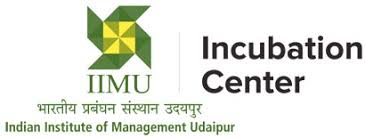 IIMU
भारतीय प्रबंधन संस्थान उदयपुर
Indian Institute of Management Udaipur
Incubation
Center